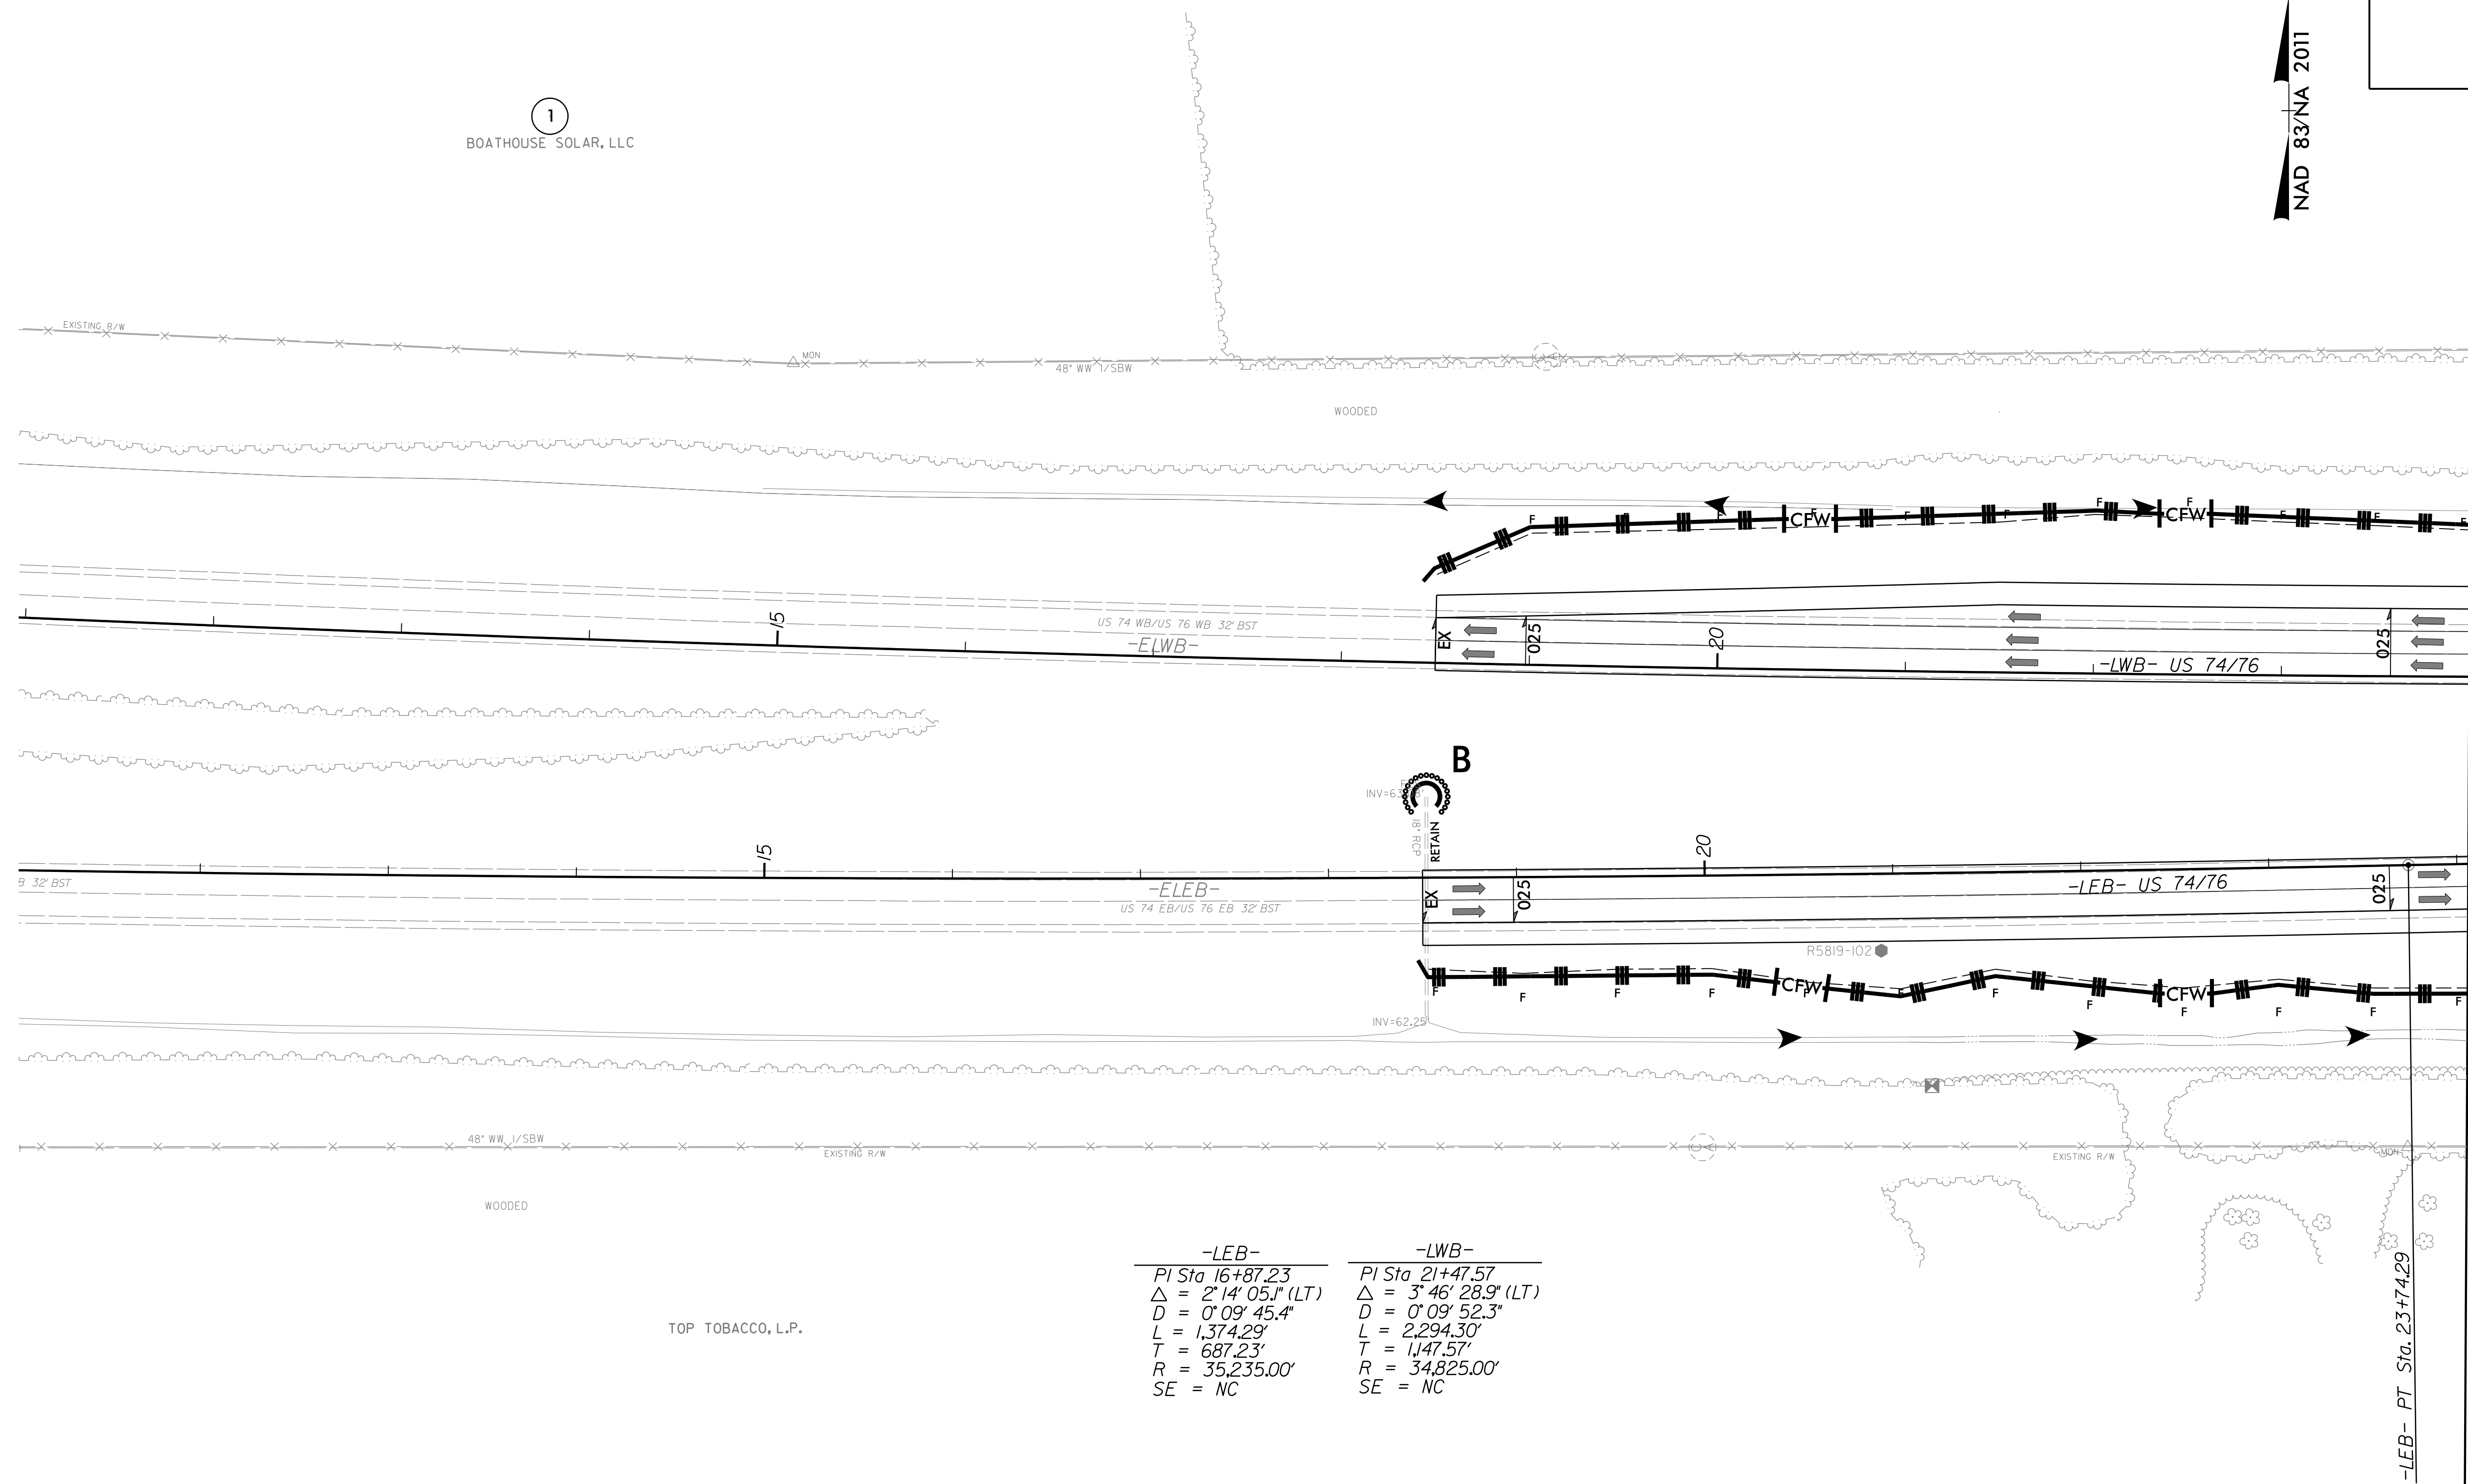 NAD 83/NA 2011
1
BOATHOUSE SOLAR, LLC
EXISTING R/W
MON
48" WW 1/SBW
WOODED
F F F F F F F F F F F
CFW CFW
US 74 WB/US 76 WB 32' BST
-ELWB-
15
EX
025
20
-LWB- US 74/76
025
B
RETAIN
18" RCP
15
20
B 32' BST
-ELEB-
US 74 EB/US 76 EB 32' BST
EX
025
-LEB- US 74/76
025
R5819-102
CFW CFW
F F F F F F F F F F F F
INV=62.25'
48" WW 1/SBW
EXISTING R/W
CA
EXISTING R/W
MON
WOODED
TOP TOBACCO, L.P.
-LEB-
PI Sta 16+87.23
△ = 2° 14' 05.1" (LT)
D = 0° 09' 45.4"
L = 1,374.29'
T = 687.23'
R = 35,235.00'
SE = NC
-LWB-
PI Sta 21+47.57
△ = 3° 46' 28.9" (LT)
D = 0° 09' 52.3"
L = 2,294.30'
T = 1,147.57'
R = 34,825.00'
SE = NC
-LEB- PT Sta. 23+74.29